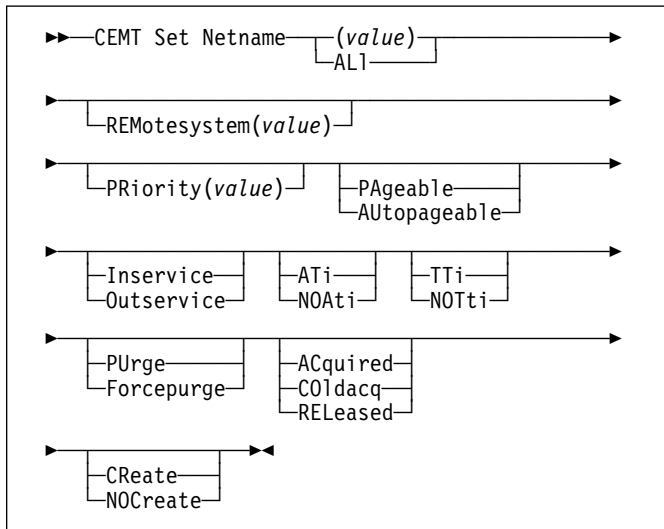 CEMT Set Netname (value)
ALl
REMotesystem(value)
PRiority(value) PAgeable
AUtopageable
Inservice ATi TTi
Outservice NOAti NOTti
PUrge ACquired
Forcepurge COldacq
RELeased
CReate
NOCreate